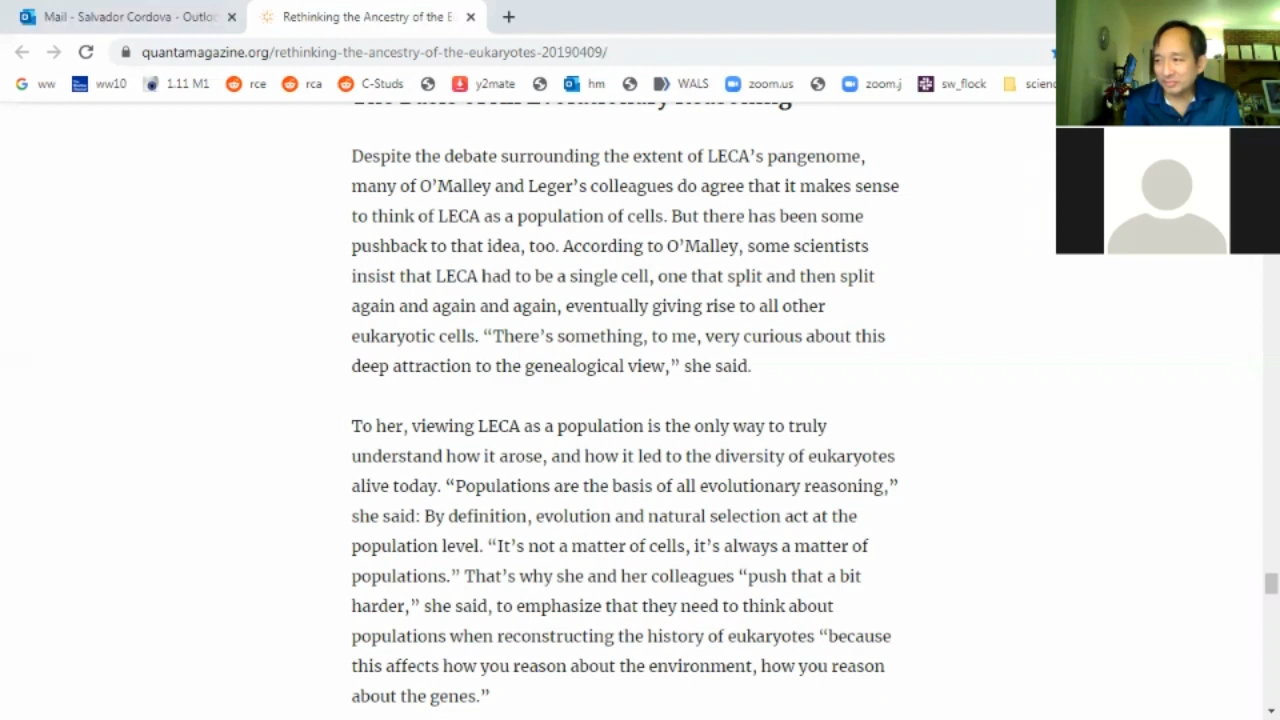 Mail - Salvador Cordova - Outlo
Rethinking the Ancestry of the E
quantamagazine.org/rethinking-the-ancestry-of-the-eukaryotes-20190409/
ww
ww10
1.11 M1
rce
rca
C-Studs
y2mate
hm
WALS
zoom.us
zoom.j
sw_flock
scienc
Evolutionary Reasoning
Despite the debate surrounding the extent of LECA’s pangenome,
many of O’Malley and Leger’s colleagues do agree that it makes sense
to think of LECA as a population of cells. But there has been some
pushback to that idea, too. According to O’Malley, some scientists
insist that LECA had to be a single cell, one that split and then split
again and again and again, eventually giving rise to all other
eukaryotic cells. “There’s something, to me, very curious about this
deep attraction to the genealogical view,” she said.
To her, viewing LECA as a population is the only way to truly
understand how it arose, and how it led to the diversity of eukaryotes
alive today. “Populations are the basis of all evolutionary reasoning,”
she said: By definition, evolution and natural selection act at the
population level. “It’s not a matter of cells, it’s always a matter of
populations.” That’s why she and her colleagues “push that a bit
harder,” she said, to emphasize that they need to think about
populations when reconstructing the history of eukaryotes “because
this affects how you reason about the environment, how you reason
about the genes.”